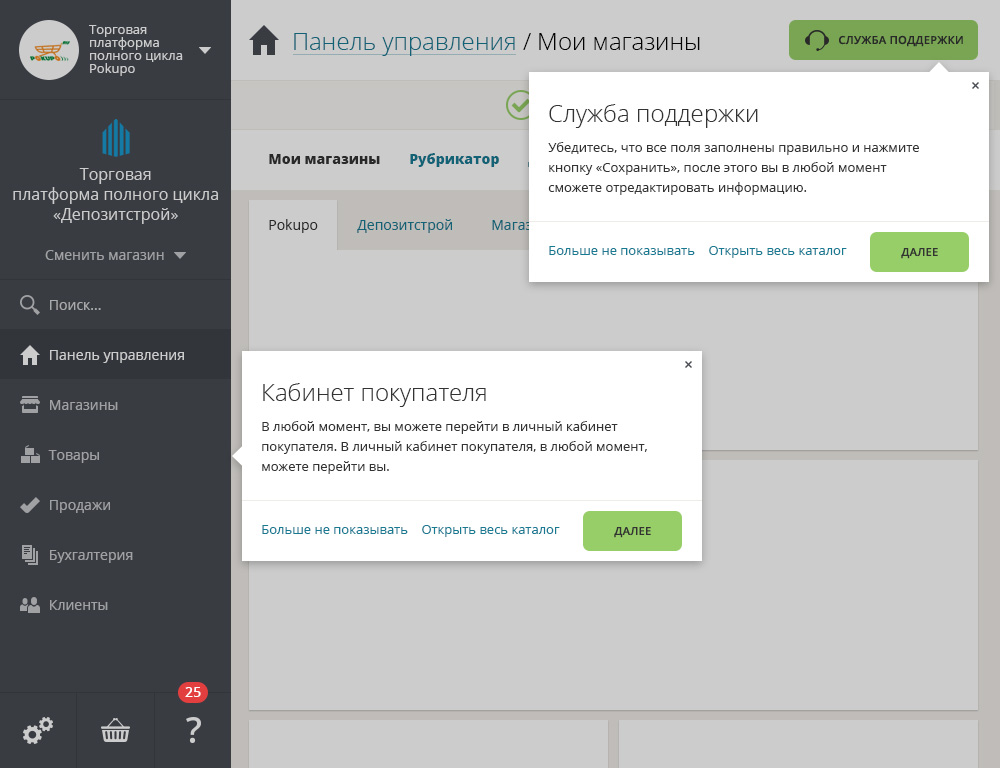 Торговая
платформа
полного цикла
Pokupo
POKUPO
Торговая
платформа полного цикла
«Депозитстрой»
Сменить магазин
Поиск...
Панель управления
Магазины
Товары
Продажи
Бухгалтерия
Клиенты
25
?
Панель управления / Мои магазины
СЛУЖБА ПОДДЕРЖКИ
Мои магазины Рубрикатор
Pokupo Депозитстрой
×
Служба поддержки
Убедитесь, что все поля заполнены правильно и нажмите
кнопку «Сохранить», после этого вы в любой момент
сможете отредактировать информацию.
Больше не показывать Открыть весь каталог ДАЛЕЕ
×
Кабинет покупателя
В любой момент, вы можете перейти в личный кабинет
покупателя. В личный кабинет покупателя, в любой момент,
можете перейти вы.
Больше не показывать Открыть весь каталог ДАЛЕЕ